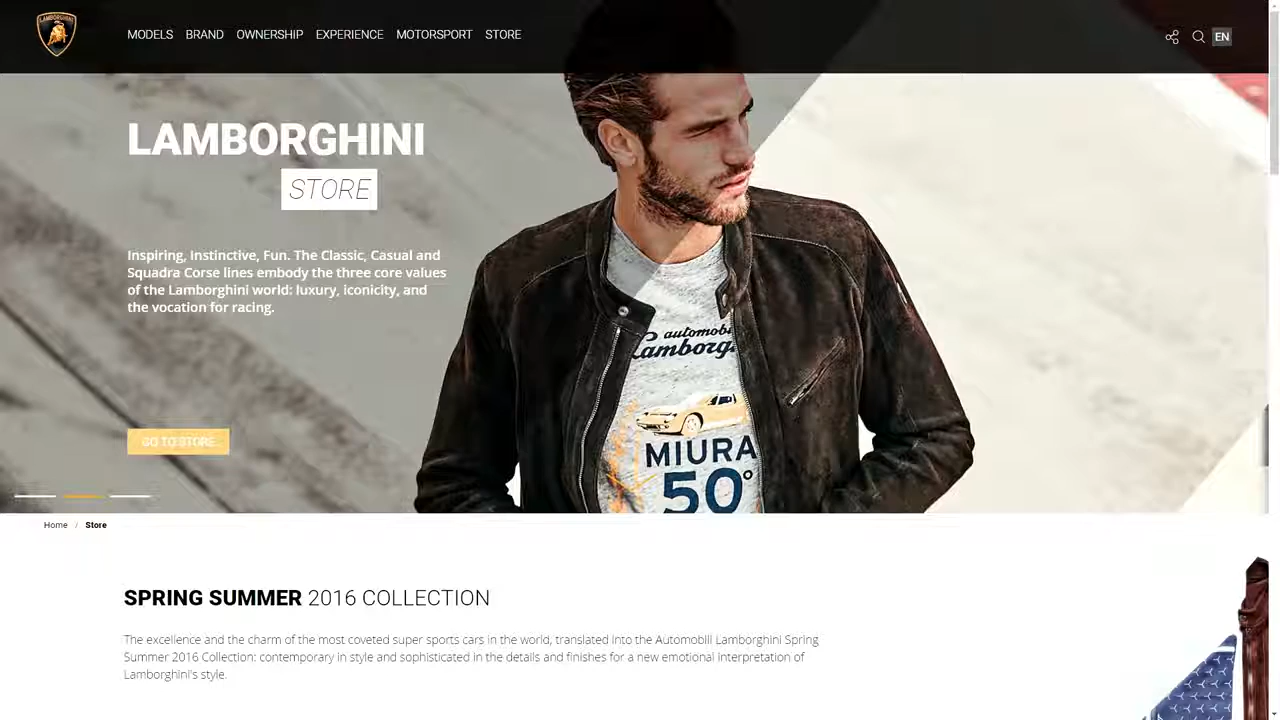 LAMBORGHINI
MODELS BRAND OWNERSHIP EXPERIENCE MOTORSPORT STORE
EN
LAMBORGHINI
STORE
Inspiring, Instinctive, Fun. The Classic, Casual and
Squadra Corse lines embody the three core values
of the Lamborghini world: luxury, iconicity, and
the vocation for racing.
GO TO STORE
automobi
Lamborg
MIURA
50°
Home / Store
SPRING SUMMER 2016 COLLECTION
The excellence and the charm of the most coveted super sports cars in the world, translated into the Automobili Lamborghini Spring
Summer 2016 Collection: contemporary in style and sophisticated in the details and finishes for a new emotional interpretation of
Lamborghini's style.